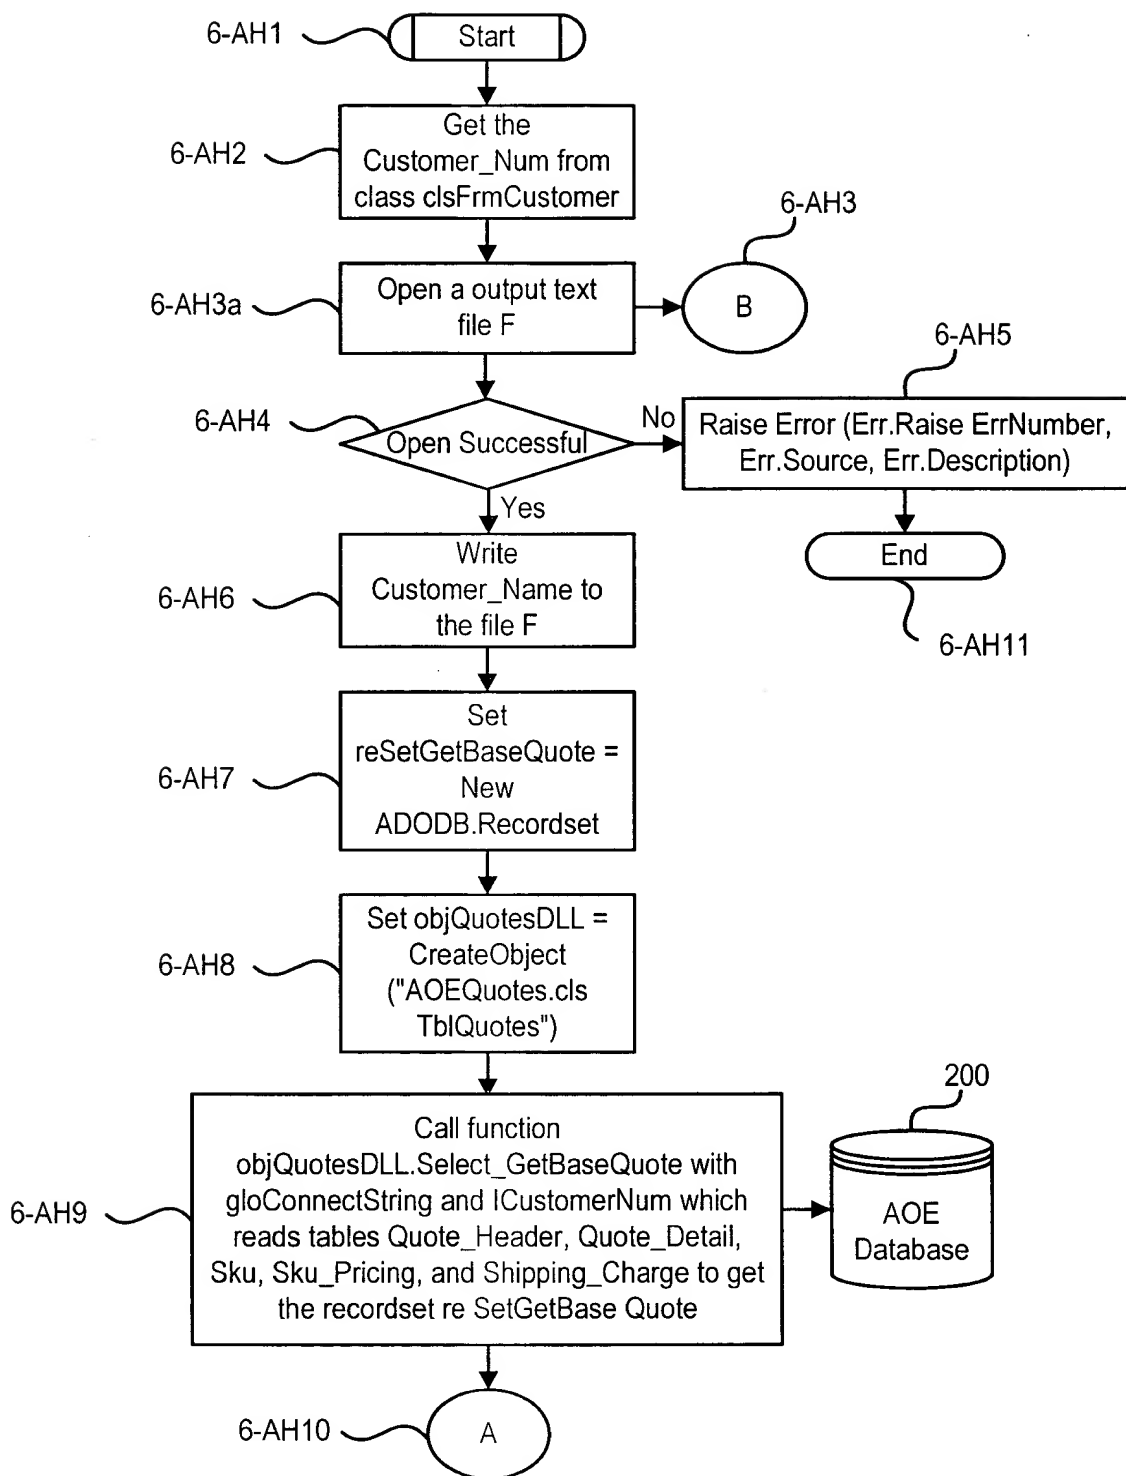 6-AH1
Start
6-AH2
Get the
Customer_Num from
class clsFrmCustomer
6-AH3
6-AH3a
Open a output text
file F
B
6-AH5
6-AH4
Open Successful
No
Raise Error (Err.Raise ErrNumber,
Err.Source, Err.Description)
Yes
End
6-AH6
Write
Customer_Name to
the file F
6-AH11
6-AH7
Set
reSetGetBaseQuote =
New
ADODB.Recordset
6-AH8
Set objQuotesDLL =
CreateObject
("AOEQuotes.cls
TblQuotes")
200
6-AH9
Call function
objQuotesDLL.Select_GetBaseQuote with
gloConnectString and ICustomerNum which
reads tables Quote_Header, Quote_Detail,
Sku, Sku_Pricing, and Shipping_Charge to get
the recordset re SetGetBase Quote
AOE
Database
6-AH10
A